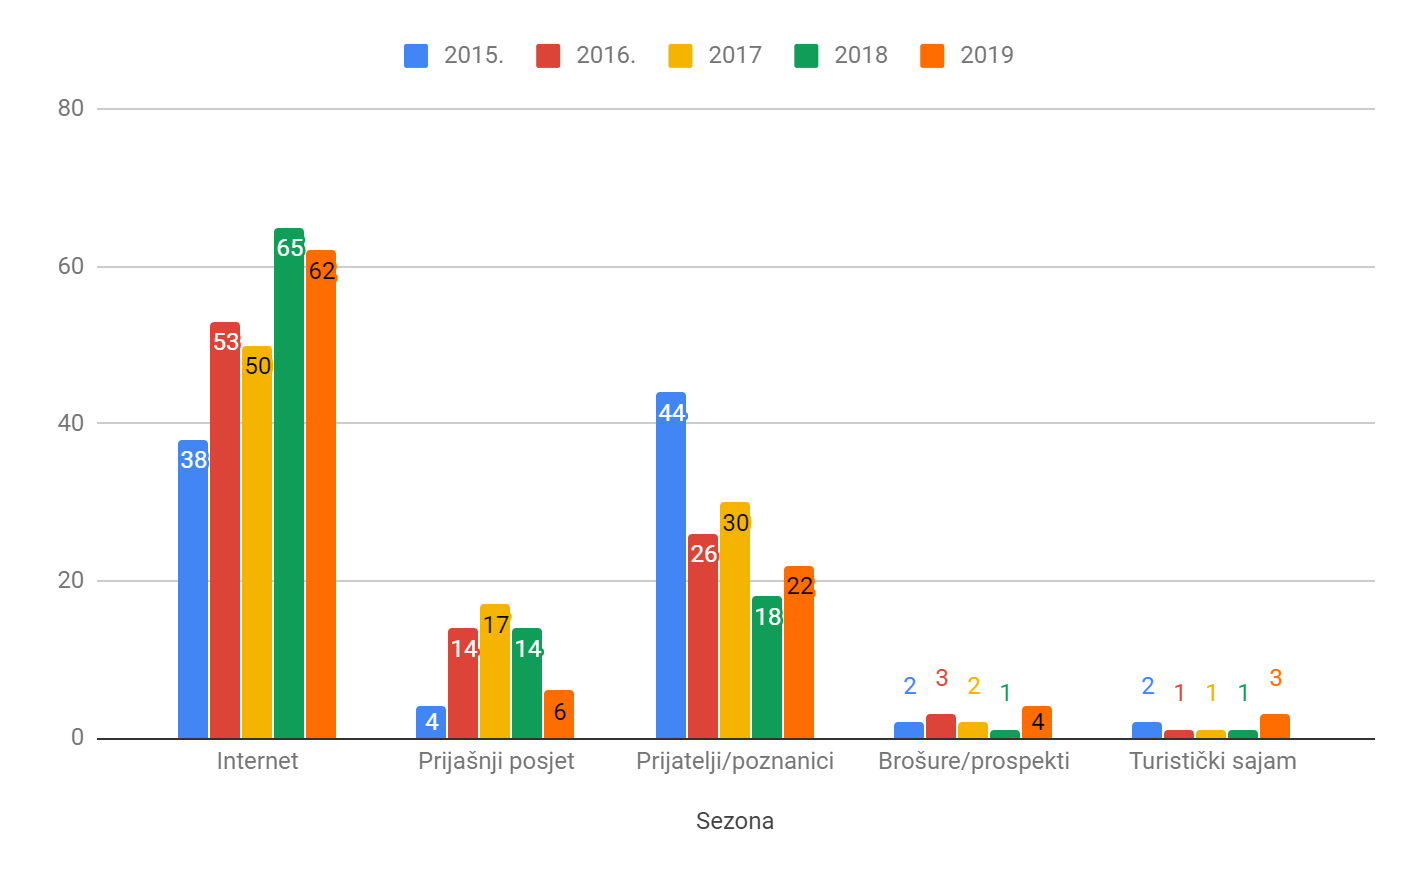 2015. 2016. 2017 2018 2019
80
60
40
20
0
38 53 50 65 62
4 14 17 14 6
44 26 30 18 22
2 3 2 1 4
2 1 1 1 3
Internet Prijašnji posjet Prijatelji/poznanici Brošure/prospekti Turistički sajam
Sezona